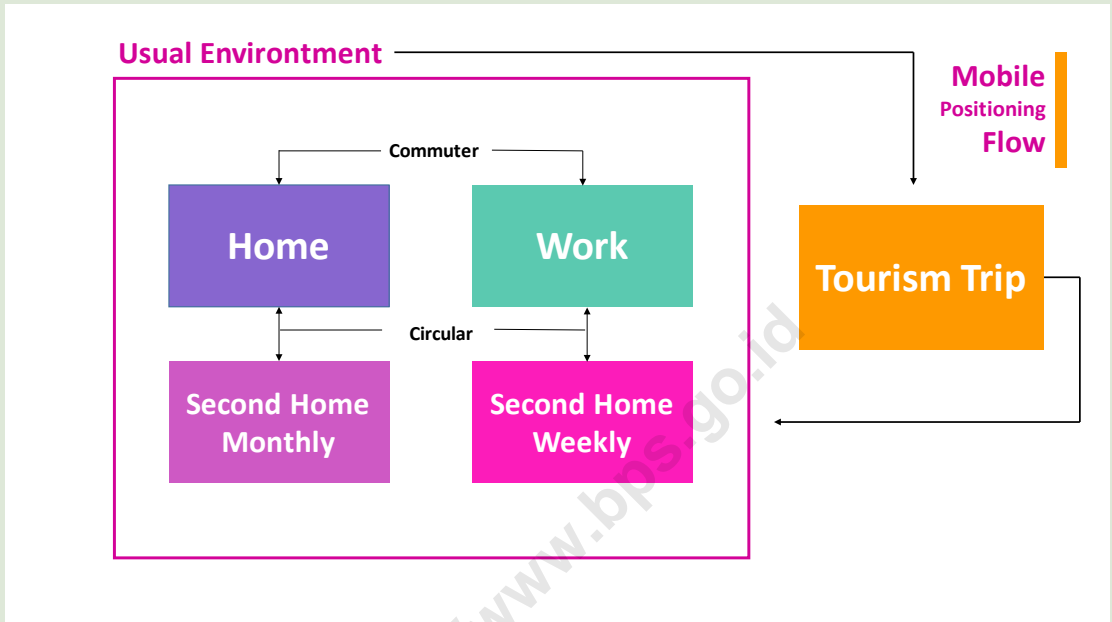 Usual Environtment
Mobile
Positioning
Flow
Commuter
Home
Work
Tourism Trip
Circular
Second Home
Monthly
Second Home
Weekly
/www.bps.go.id